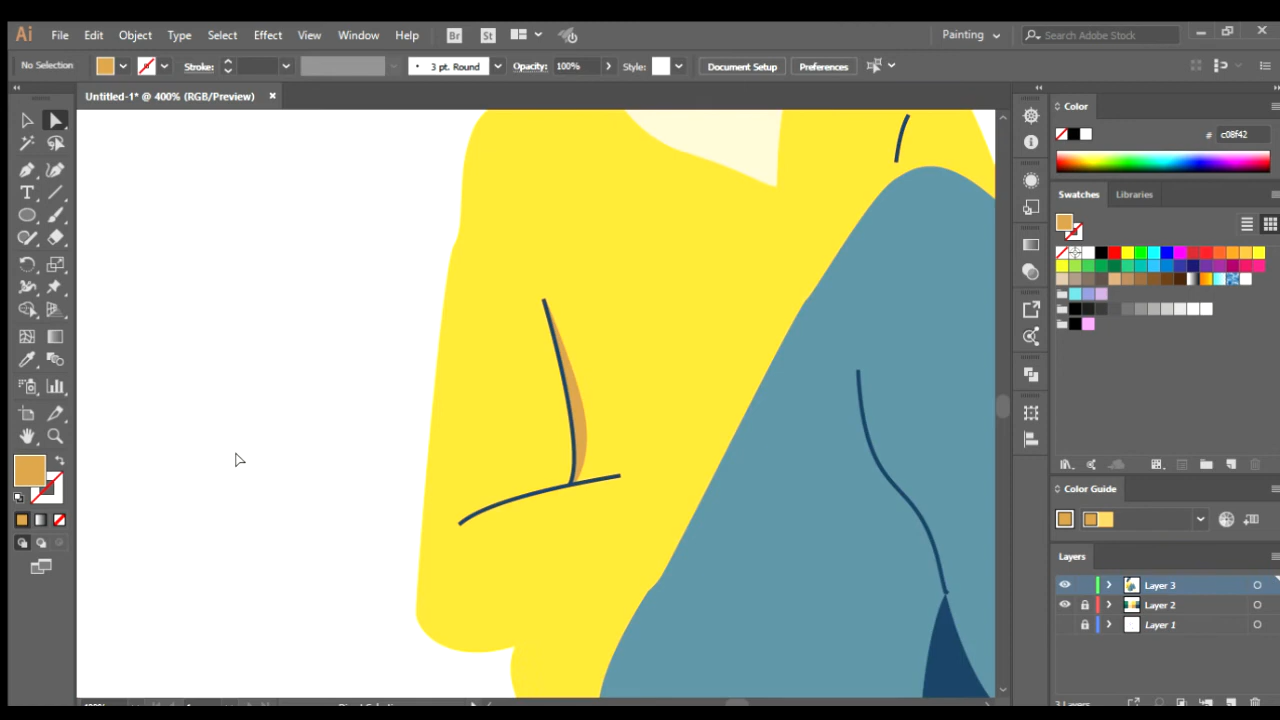 Ai File Edit Object Type Select Effect View Window Help Br St Painting Search Adobe Stock
No Selection Stroke: 3 pt. Round Opacity: 100% Style: Document Setup Preferences
Untitled-1* @ 400% (RGB/Preview) ×
Color
# c08f42
Swatches Libraries
Color Guide
Layers
Layer 3
Layer 2
Layer 1